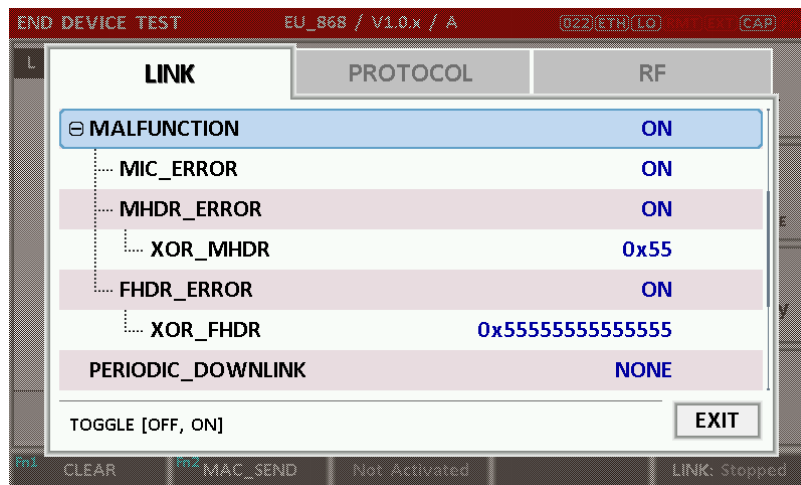 END DEVICE TEST EU_868 / V1.0.x / A 022 ETH LO EXT CAP
L
LINK PROTOCOL RF
MALFUNCTION ON
MIC_ERROR ON
MHDR_ERROR ON
XOR_MHDR 0x55
FHDR_ERROR ON
XOR_FHDR 0x55555555555555
PERIODIC_DOWNLINK NONE
TOGGLE [OFF, ON] EXIT
Fn1 CLEAR Fn2 MAC_SEND Not Activated LINK: Stopped